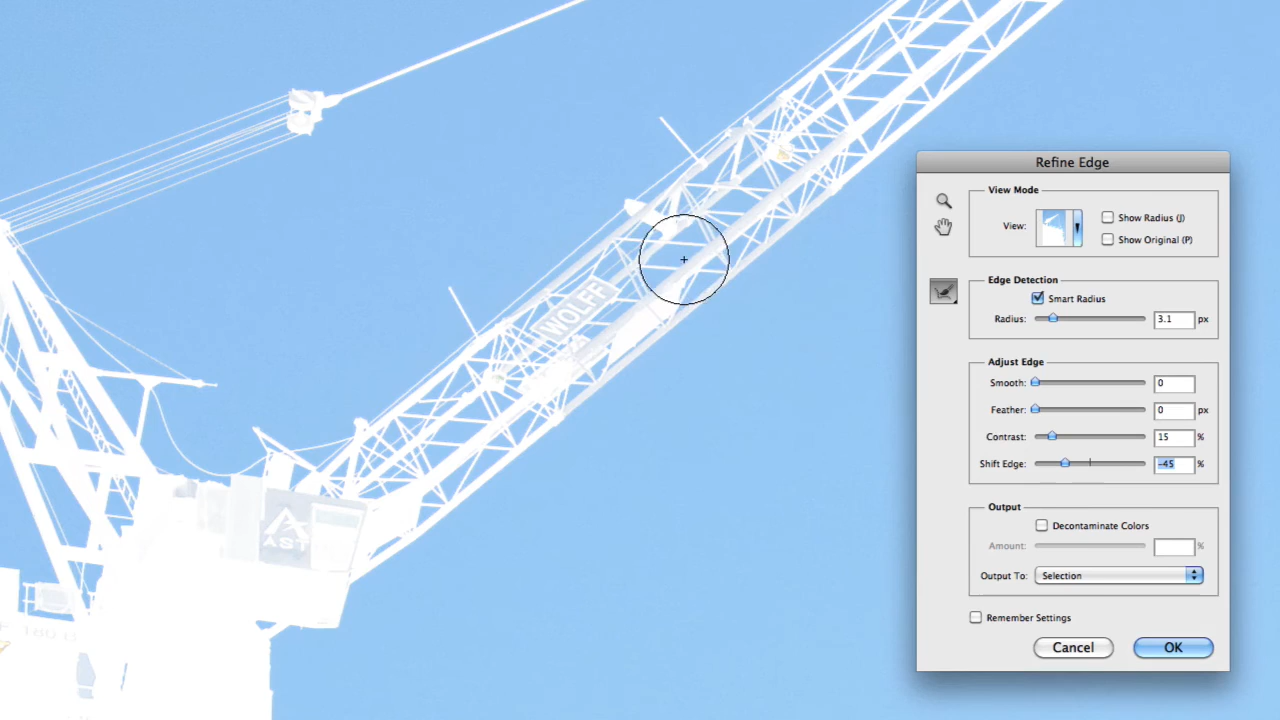 Refine Edge
View Mode
View:
Show Radius (J)
Show Original (P)
Edge Detection
Smart Radius
Radius: 3.1 px
Adjust Edge
Smooth: 0
Feather: 0 px
Contrast: 15 %
Shift Edge: -45 %
Output
Decontaminate Colors
Amount: %
Output To: Selection
Remember Settings
Cancel OK
WOLFF
AST